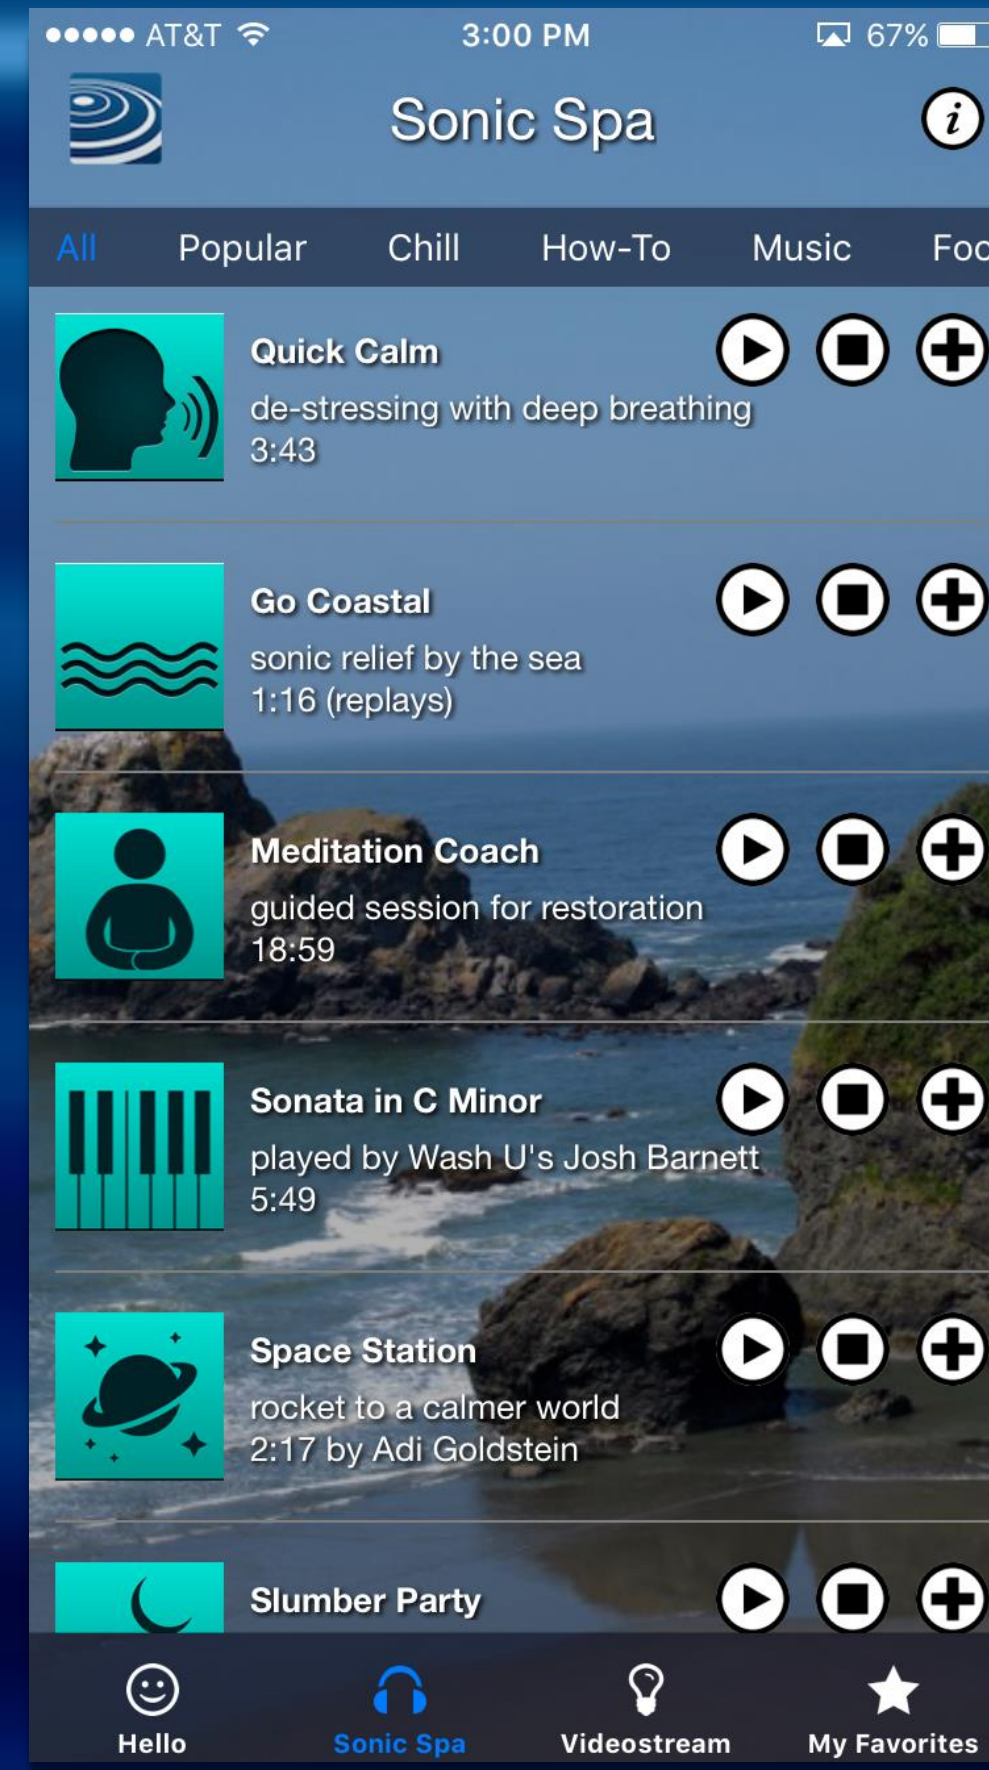 AT&T 3:00 PM 67%
Sonic Spa
All Popular Chill How-To Music
Quick Calm
de-stressing with deep breathing
3:43
Go Coastal
sonic relief by the sea
1:16 (replays)
Meditation Coach
guided session for restoration
18:59
Sonata in C Minor
played by Wash U's Josh Barnett
5:49
Space Station
rocket to a calmer world
2:17 by Adi Goldstein
Slumber Party
Hello Sonic Spa Videostream My Favorites